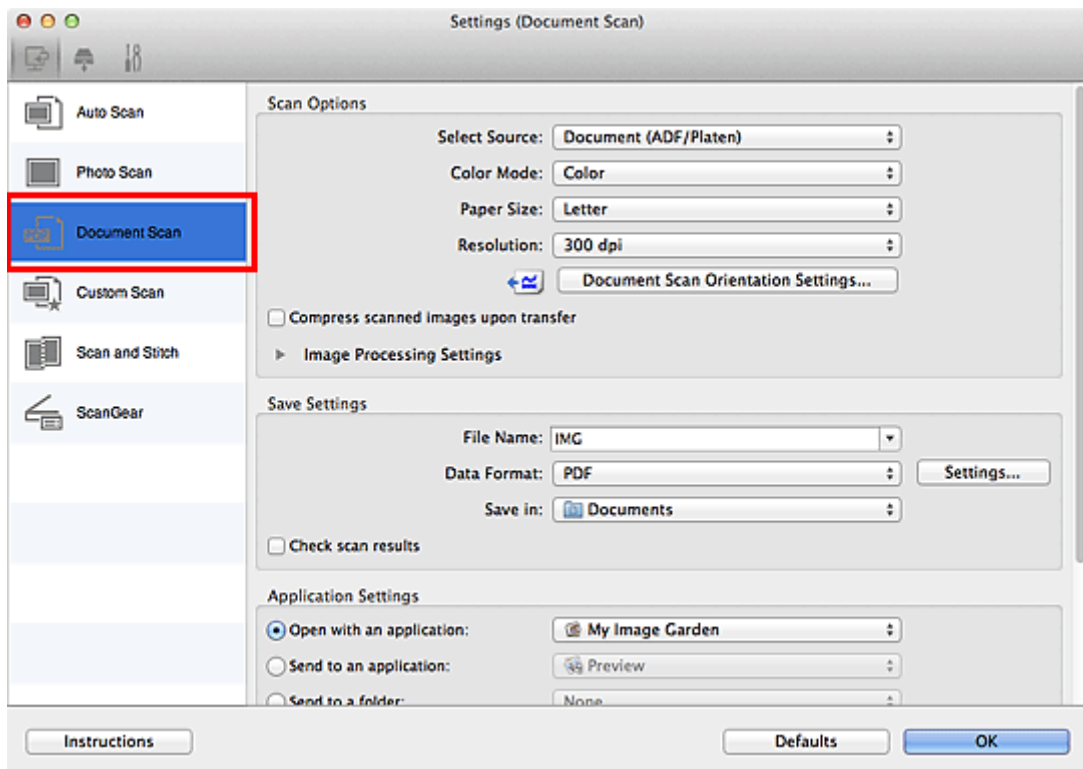 Settings (Document Scan)
Auto Scan
Photo Scan
PDF
Document Scan
Custom Scan
Scan and Stitch
ScanGear
Scan Options
Select Source: Document (ADF/Platen)
Color Mode: Color
Paper Size: Letter
Resolution: 300 dpi
Document Scan Orientation Settings...
Compress scanned images upon transfer
Image Processing Settings
Save Settings
File Name: IMG
Data Format: PDF Settings...
Save in: Documents
Check scan results
Application Settings
Open with an application: My Image Garden
Send to an application: Preview
Send to a folder: None
Instructions Defaults OK